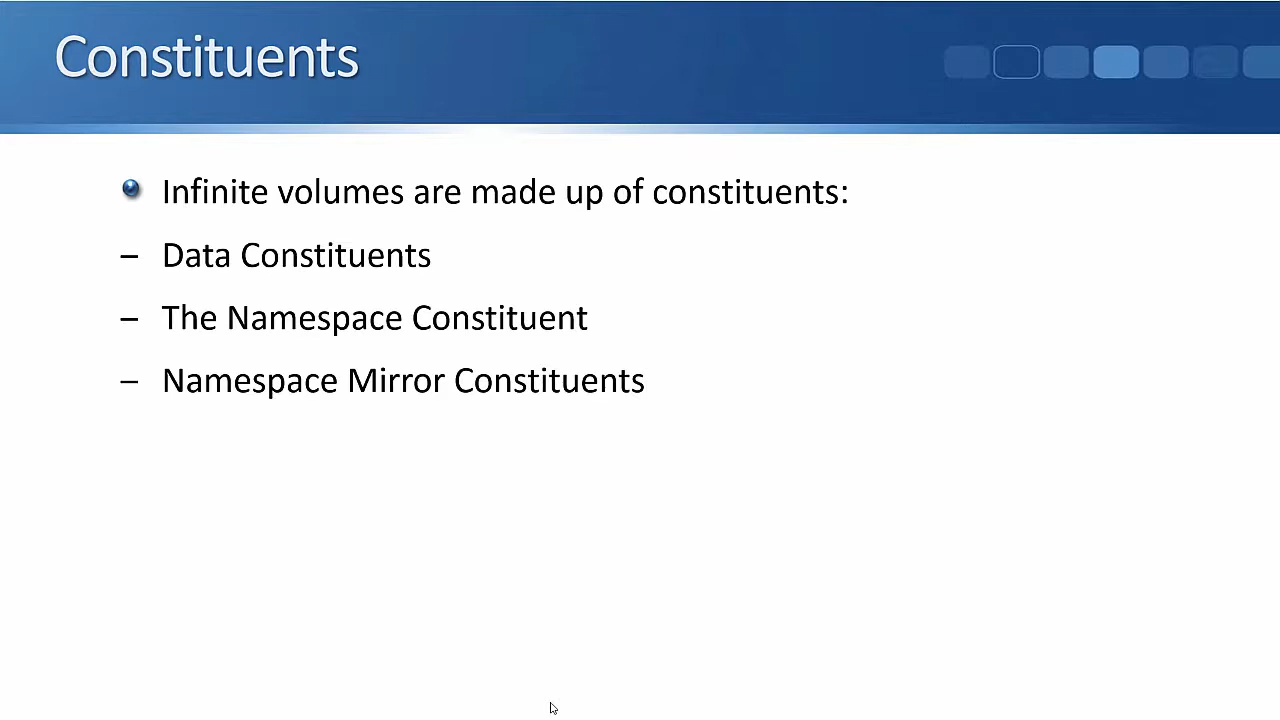 Constituents
Infinite volumes are made up of constituents:
– Data Constituents
– The Namespace Constituent
– Namespace Mirror Constituents